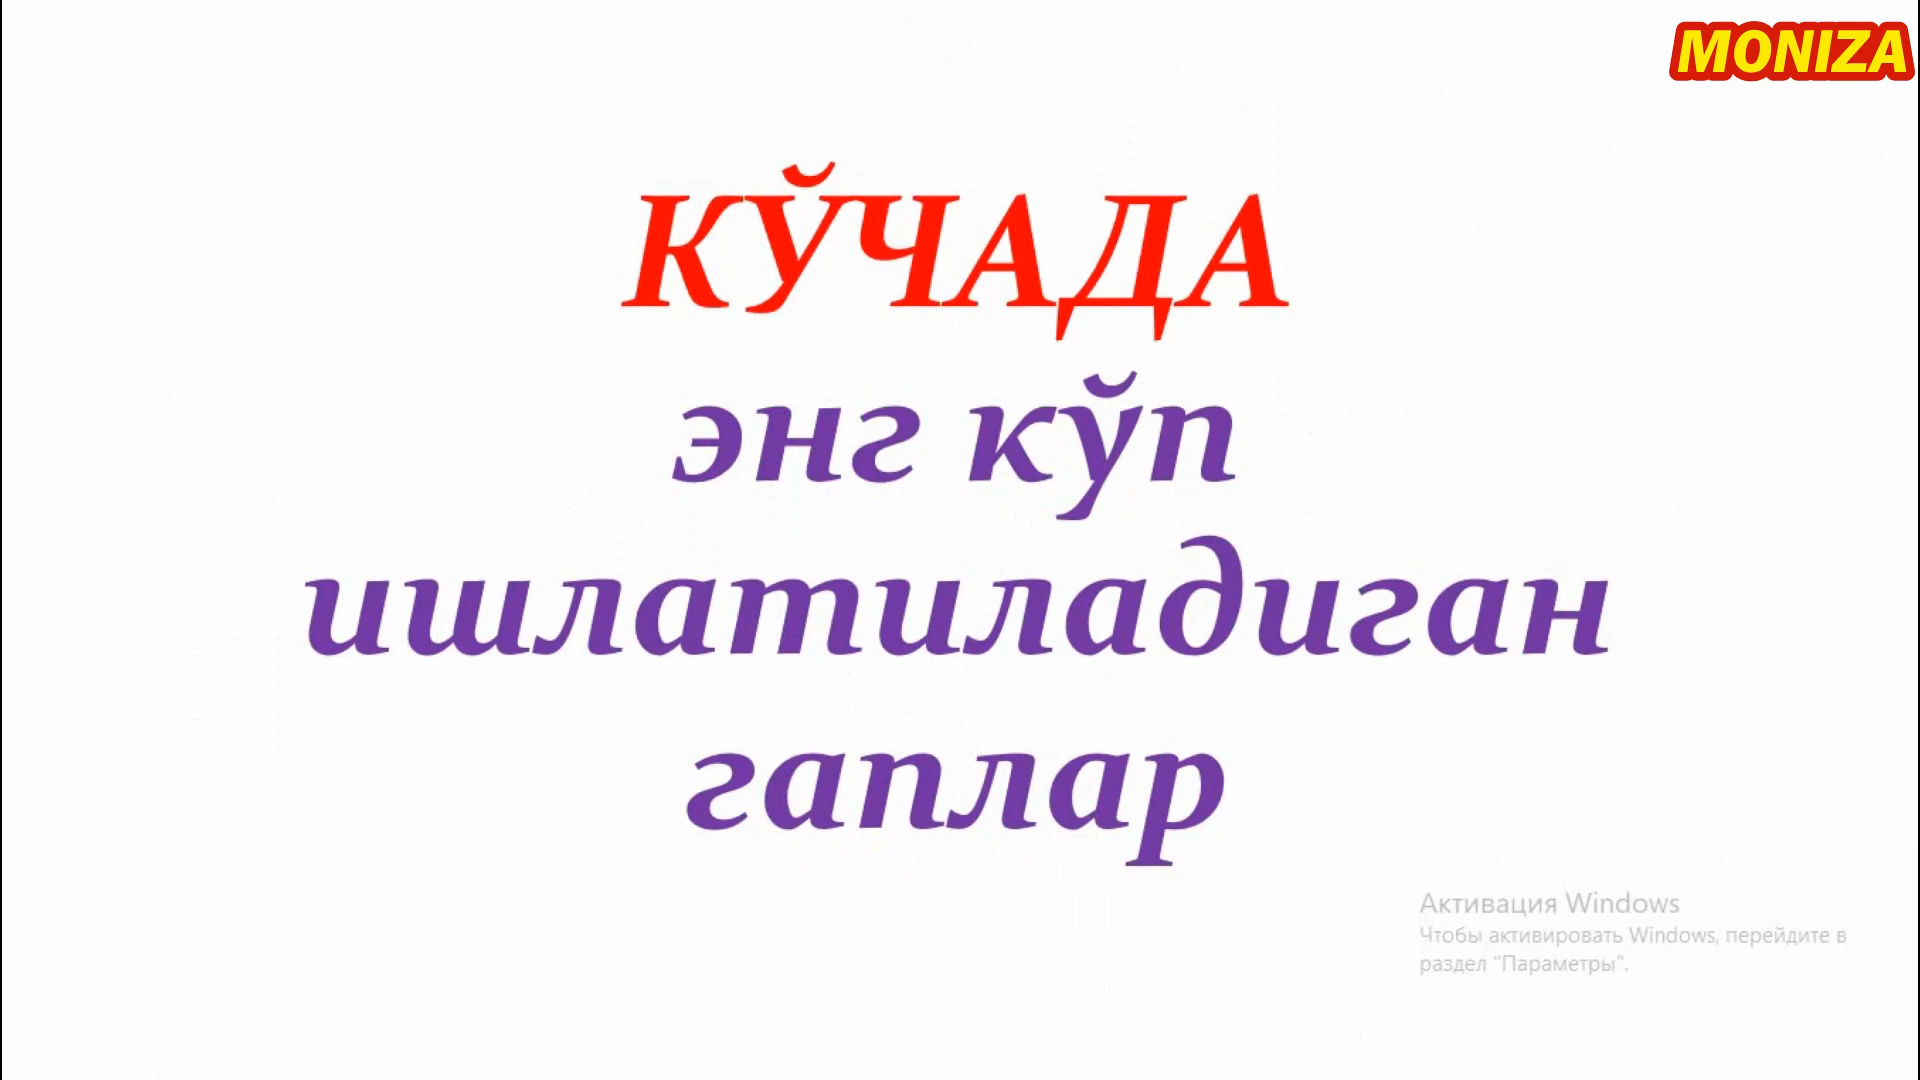 MONIZA
КЎЧАДА
энг кўп
ишлатиладиган
гаплар
Активация Windows
Чтобы активировать Windows, перейдите в
раздел "Параметры".